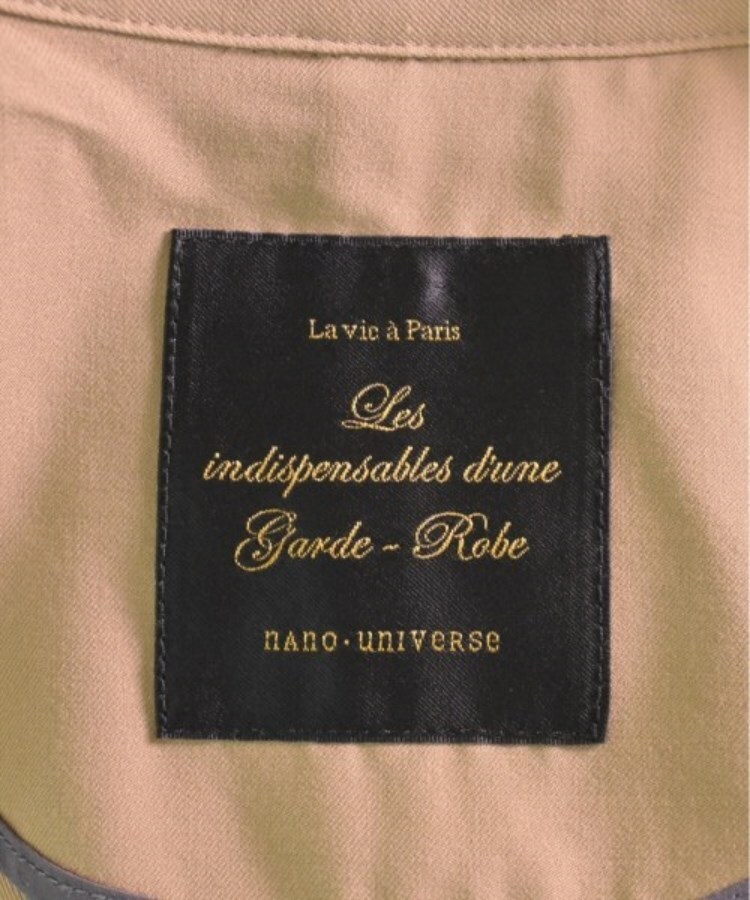 La vie à Paris
Les
indispensables d'une
Garde - Robe
nano·universe